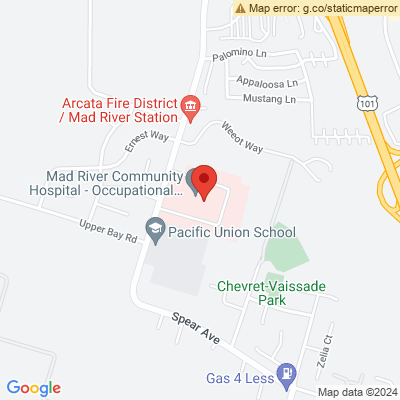 Map error: g.co/staticmaperror
Palomino Ln
Appaloosa Ln
Mustang Ln
101
Arcata Fire District
/ Mad River Station
Ernest Way
Weeot Way
Mad River Community
Hospital - Occupational...
Upper Bay Rd
Pacific Union School
Chevret-Vaissade
Park
Spear Ave
Zelia Ct
Gas 4 Less
Google
Map data ©2024